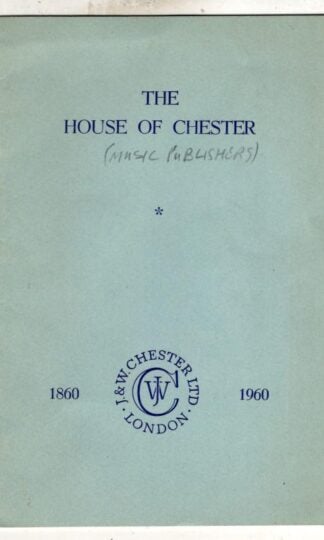 THE
HOUSE OF CHESTER
(MUSIC PUBLISHERS)
*
1860
J. & W. CHESTER LTD
· LONDON ·
JWC
1960